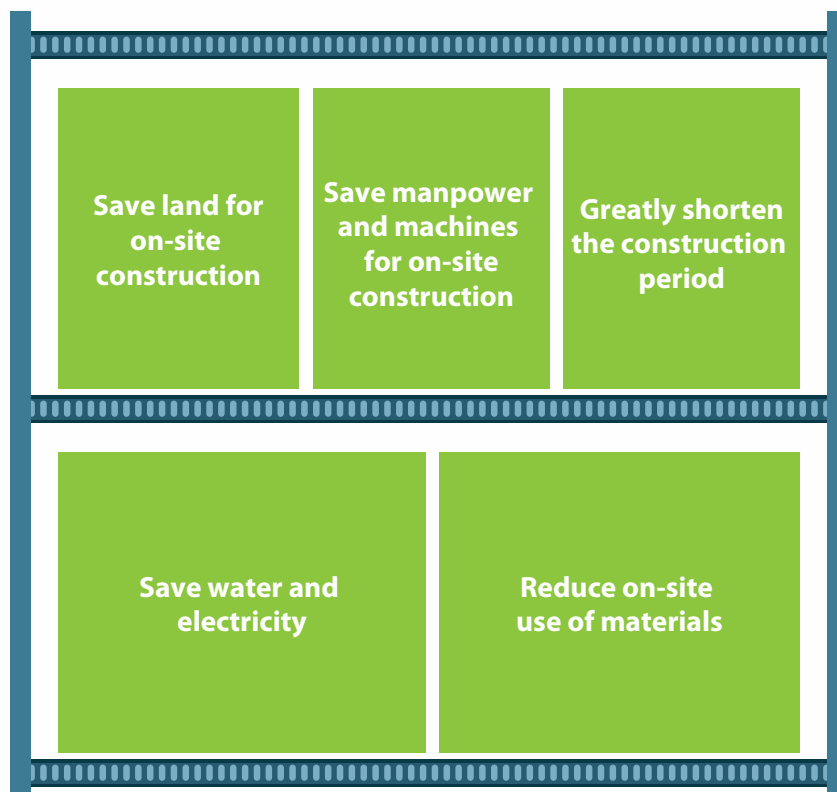 Save land for
on-site
construction
Save manpower
and machines
for on-site
construction
Greatly shorten
the construction
period
Save water and
electricity
Reduce on-site
use of materials